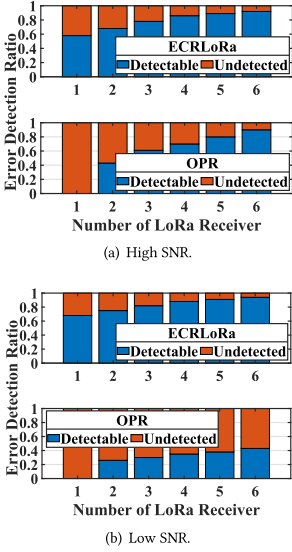 Error Detection Ratio
1
0.8
0.6
0.4
0.2
0
ECRLoRa
Detectable Undetected
1 2 3 4 5 6
1
0.8
0.6
0.4
0.2
0
OPR
Detectable Undetected
1 2 3 4 5 6
Number of LoRa Receiver
(a) High SNR.
Error Detection Ratio
1
0.8
0.6
0.4
0.2
0
ECRLoRa
Detectable Undetected
1 2 3 4 5 6
1
0.8
0.6
0.4
0.2
0
OPR
Detectable Undetected
1 2 3 4 5 6
Number of LoRa Receiver
(b) Low SNR.